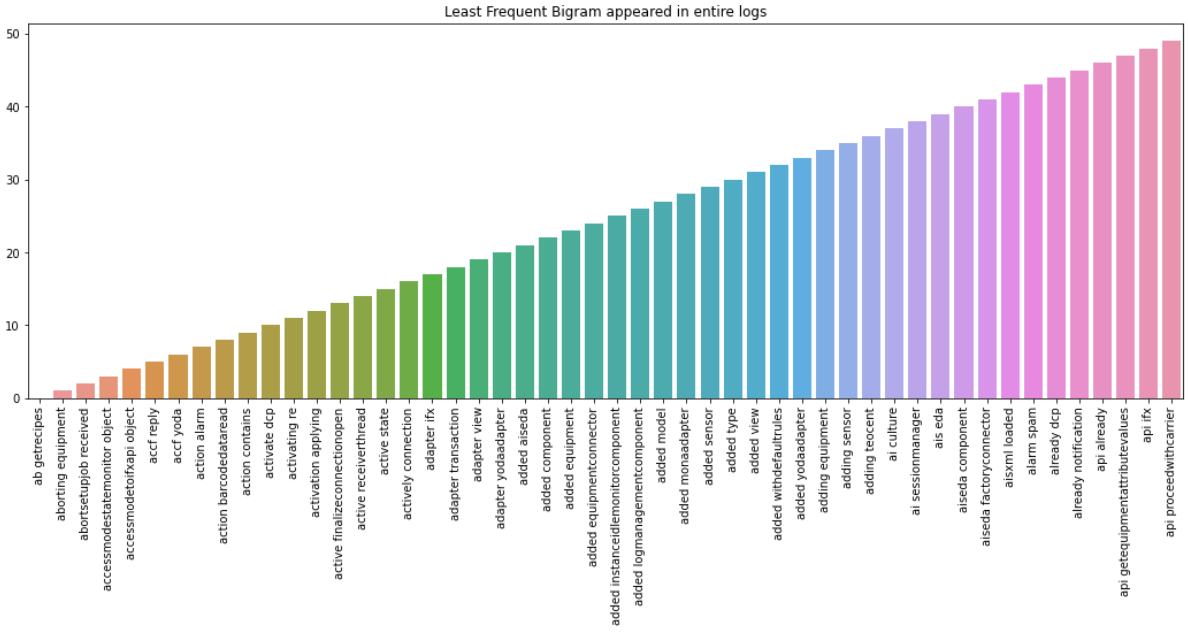 Least Frequent Bigram appeared in entire logs
50
40
30
20
10
0
ab getrecipes
aborting equipment
abortsetupjob received
accessmodestatemonitor object
accessmodetoifxapi object
accf reply
accf yoda
action alarm
action barcodedataread
action contains
activate dcp
activating re
activation applying
active finalizeconnectionopen
active receiverthread
active state
actively connection
adapter ifx
adapter transaction
adapter view
adapter yodaadapter
added aiseda
added component
added equipment
added equipmentconnector
added instanceidlemonitorcomponent
added logmanagementcomponent
added model
added monaadapter
added sensor
added type
added view
added withdefaultrules
added yodaadapter
adding equipment
adding sensor
adding teocent
ai culture
ai sessionmanager
ais eda
aiseda component
aiseda factoryconnector
aisxml loaded
alarm spam
already dcp
already notification
api already
api getequipmentattributevalues
api ifx
api proceedwithcarrier